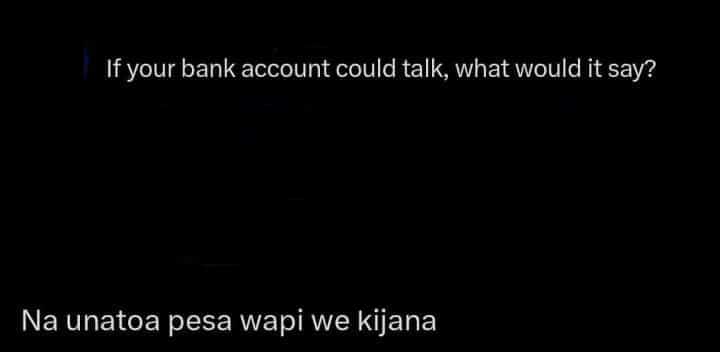 If your bank account could talk, what would it say?
Na unatoa pesa wapi we kijana